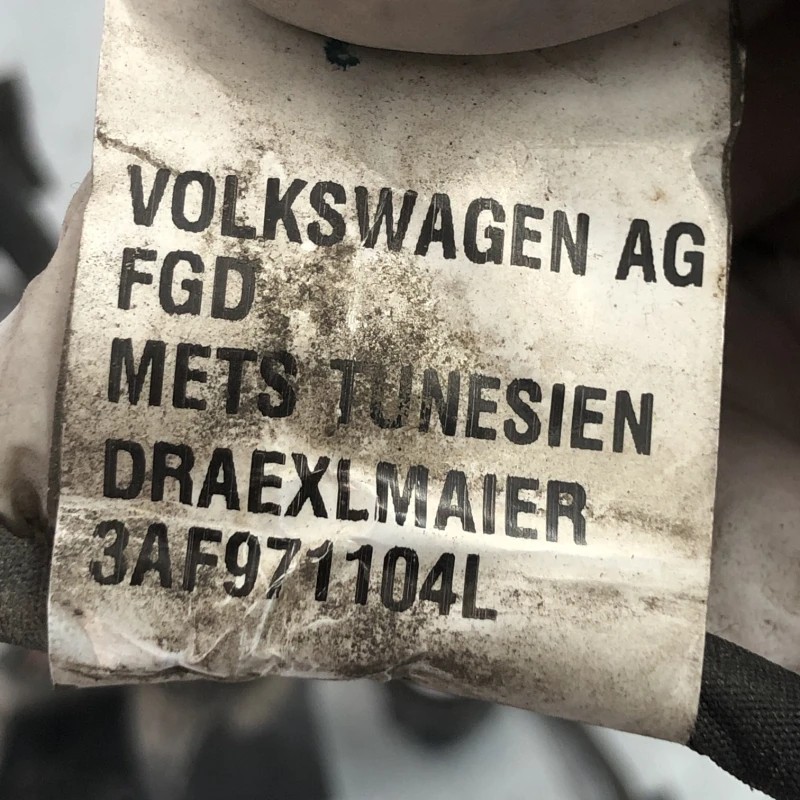 VOLKSWAGEN AG
FGD
METS TUNESIEN
DRAEXLMAIER
3AF971104L